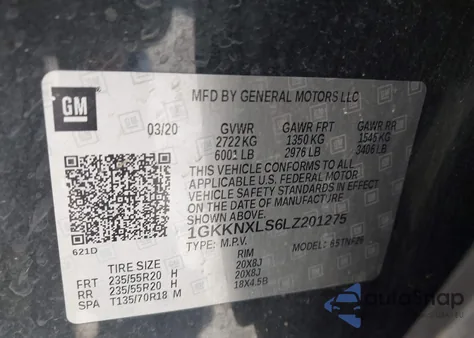 GM
MFD BY GENERAL MOTORS LLC
03/20 GVWR GAWR FRT GAWR RR
2722 KG 1350 KG 1545 KG
6001 LB 2976 LB 3406 LB
THIS VEHICLE CONFORMS TO ALL
APPLICABLE U.S. FEDERAL MOTOR
VEHICLE SAFETY STANDARDS IN EFFECT
ON THE DATE OF MANUFACTURE
SHOWN ABOVE.
1GKKNXLS6LZ201275
621D
TYPE: M.P.V. MODEL:
TIRE SIZE RIM
FRT 235/55R20 H 20X8J
RR 235/55R20 H 20X8J
SPA T135/70R18 M 18X4.5B
AutoSnap